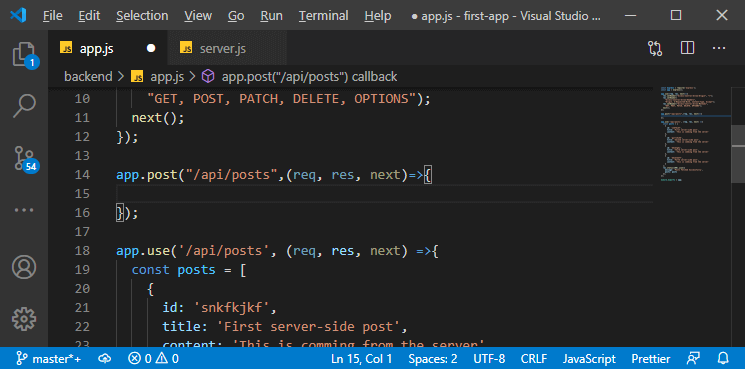 File Edit Selection View Go Run Terminal Help ● app.js - first-app - Visual Studio ...
JS app.js ● JS server.js
backend > JS app.js > app.post("/api/posts") callback
1
54
10 "GET, POST, PATCH, DELETE, OPTIONS");
11 next();
12 });
13
14 app.post("/api/posts",(req, res, next)=>{
15
16 });
17
18 app.use('/api/posts', (req, res, next) =>{
19 const posts = [
20 {
21 id: 'snkfkjkf',
22 title: 'First server-side post',
23 content: 'This is comming from the server'
master*+ 0 0 Ln 15, Col 1 Spaces: 2 UTF-8 CRLF JavaScript Prettier